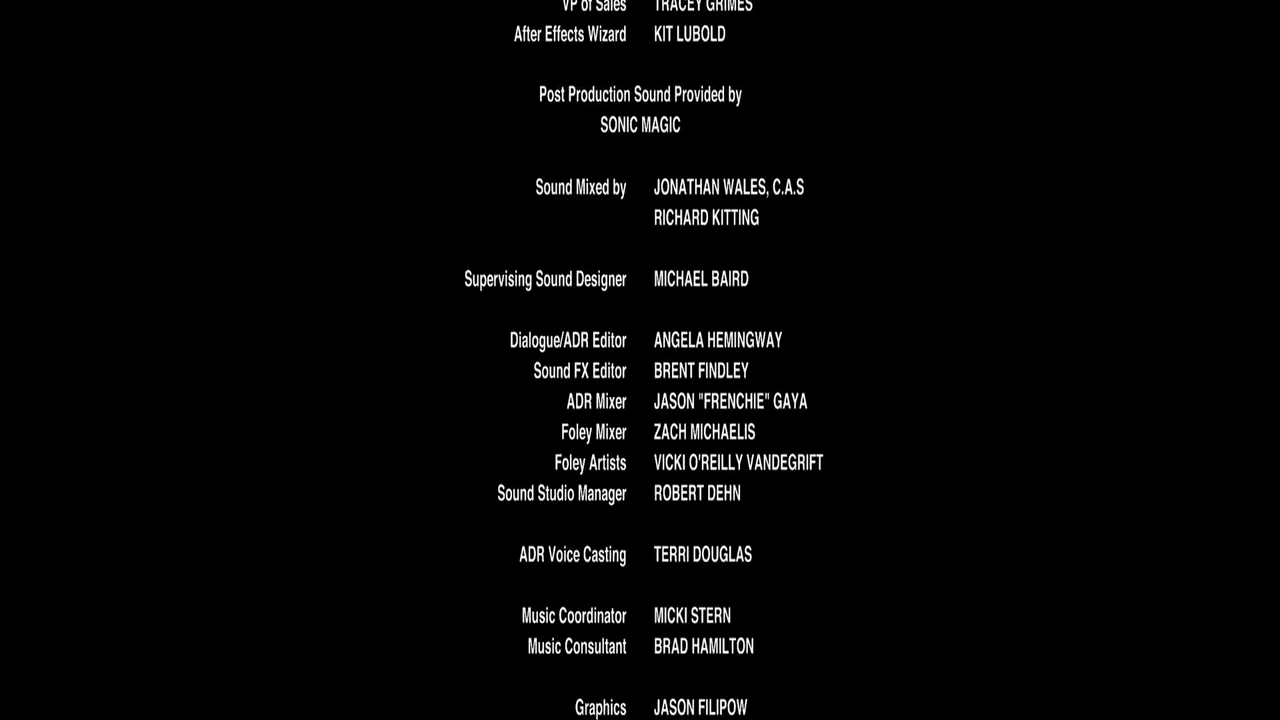 VP of Sales TRACEY GRIMES
After Effects Wizard KIT LUBOLD
Post Production Sound Provided by
SONIC MAGIC
Sound Mixed by JONATHAN WALES, C.A.S
RICHARD KITTING
Supervising Sound Designer MICHAEL BAIRD
Dialogue/ADR Editor ANGELA HEMINGWAY
Sound FX Editor BRENT FINDLEY
ADR Mixer JASON "FRENCHIE" GAYA
Foley Mixer ZACH MICHAELIS
Foley Artists VICKI O'REILLY VANDEGRIFT
Sound Studio Manager ROBERT DEHN
ADR Voice Casting TERRI DOUGLAS
Music Coordinator MICKI STERN
Music Consultant BRAD HAMILTON
Graphics JASON FILIPOW